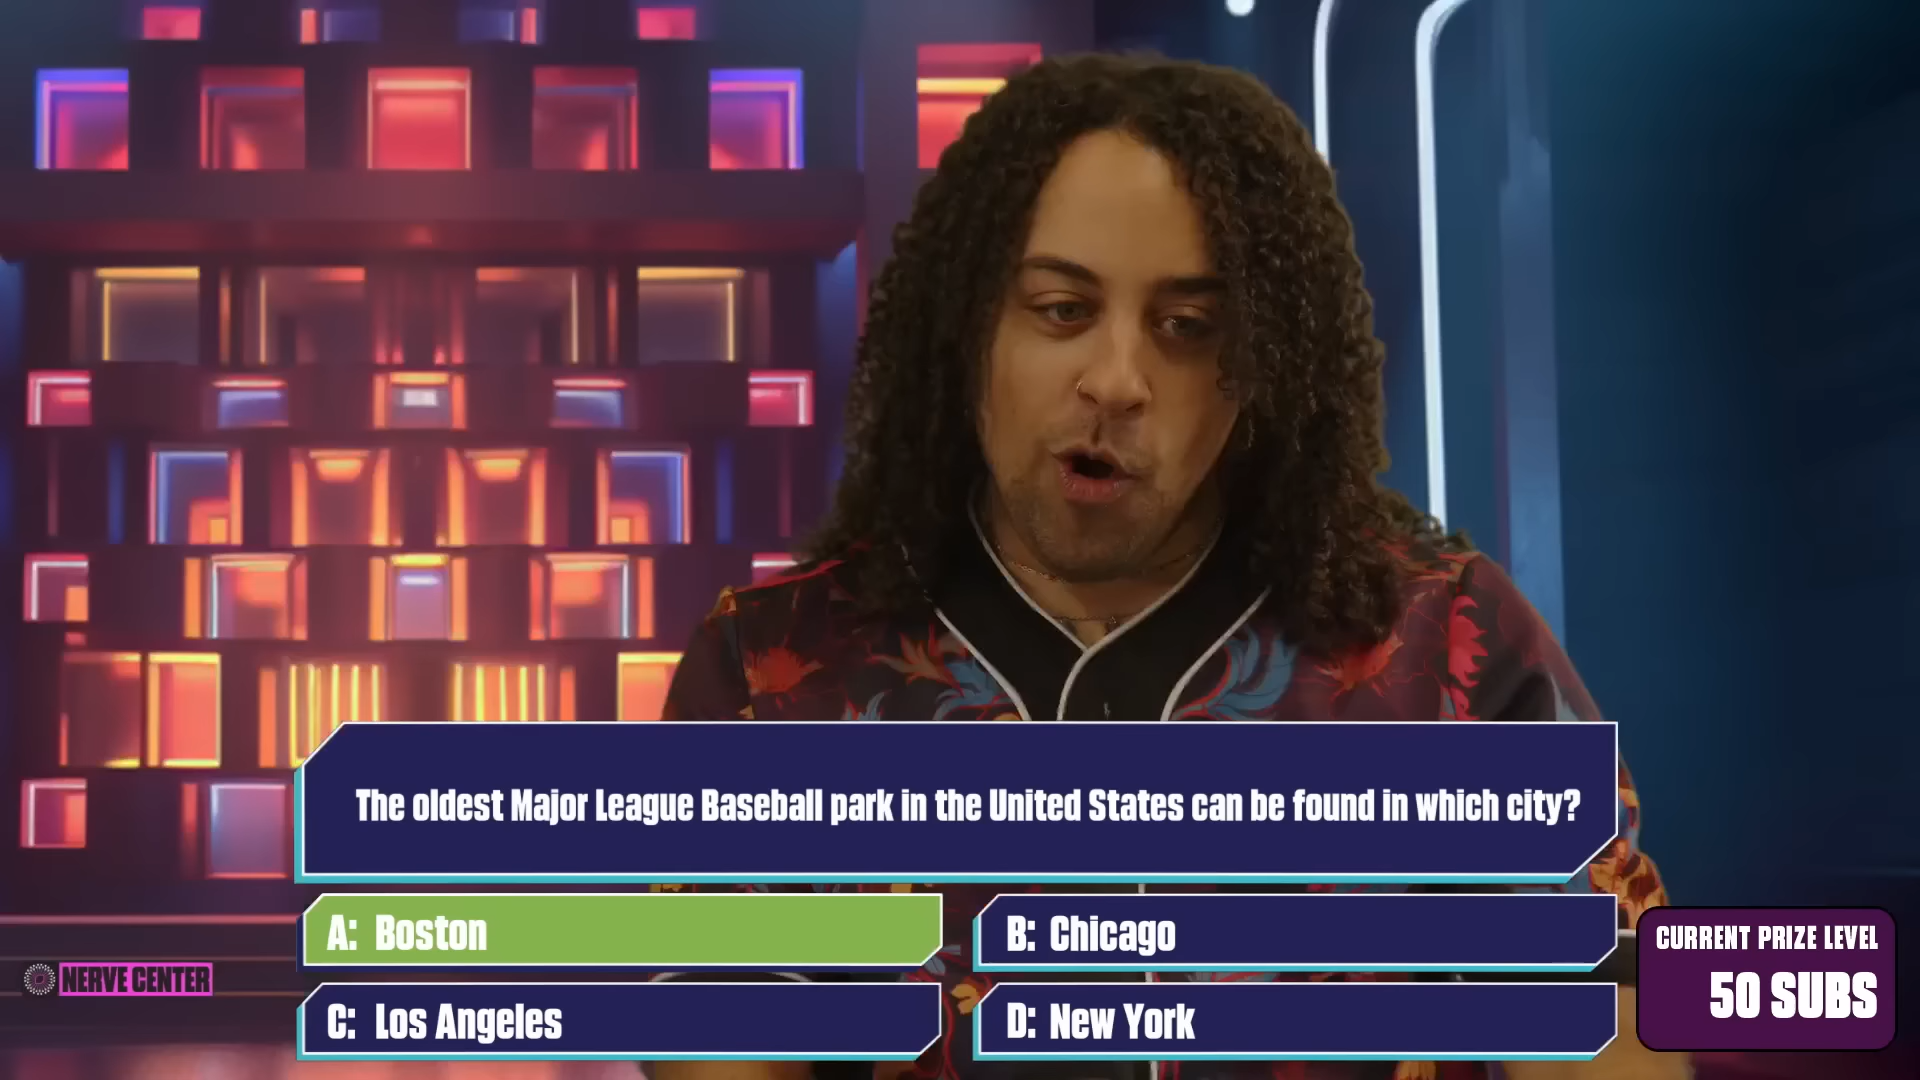 The oldest Major League Baseball park in the United States can be found in which city?
A: Boston
B: Chicago
C: Los Angeles
D: New York
CURRENT PRIZE LEVEL
50 SUBS
NERVE CENTER